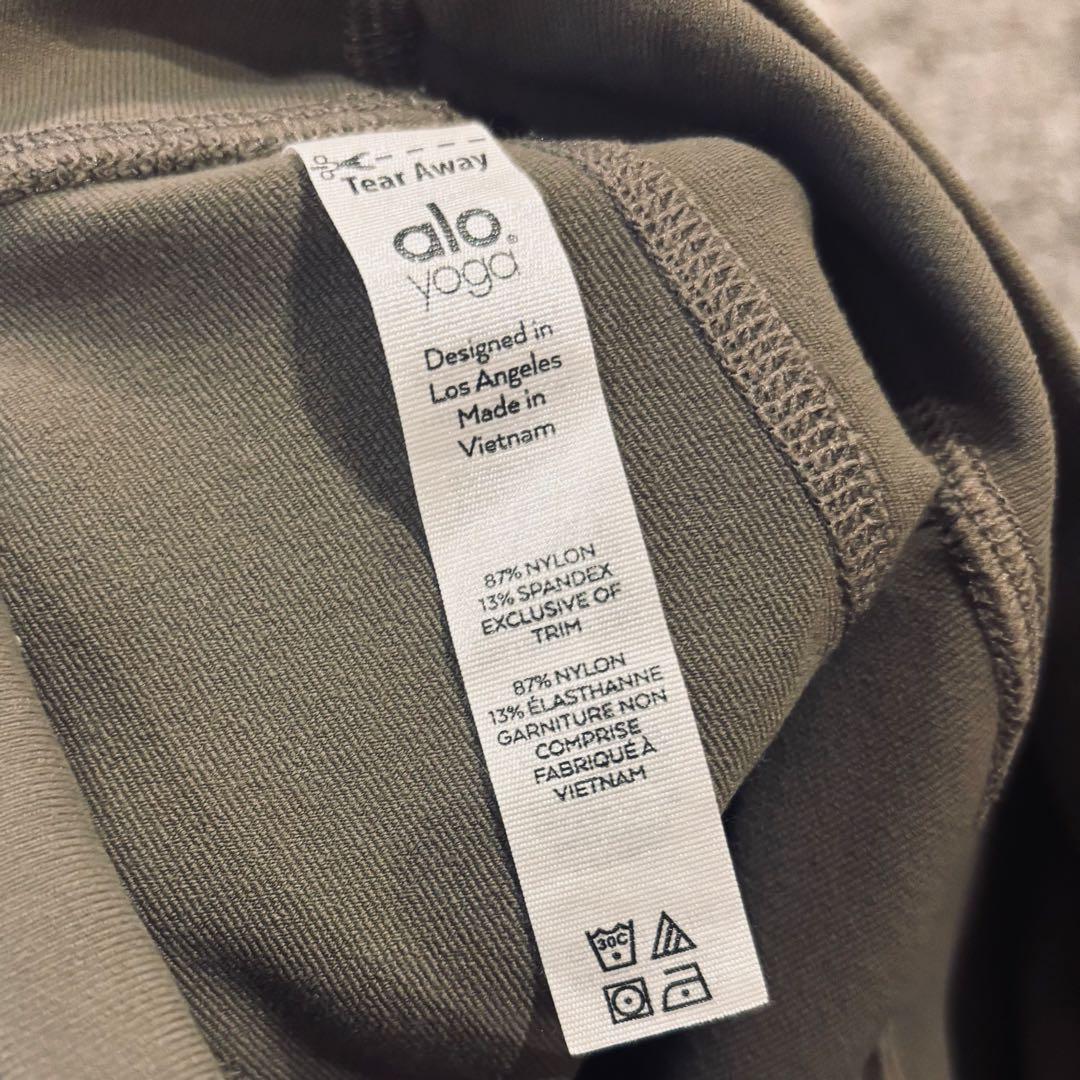 Tear Away
alo
yoga
Designed in
Los Angeles
Made in
Vietnam
87% NYLON
13% SPANDEX
EXCLUSIVE OF
TRIM
87% NYLON
13% ÉLASTHANNE
GARNITURE NON
COMPRISE
FABRIQUÉ À
VIETNAM
30C